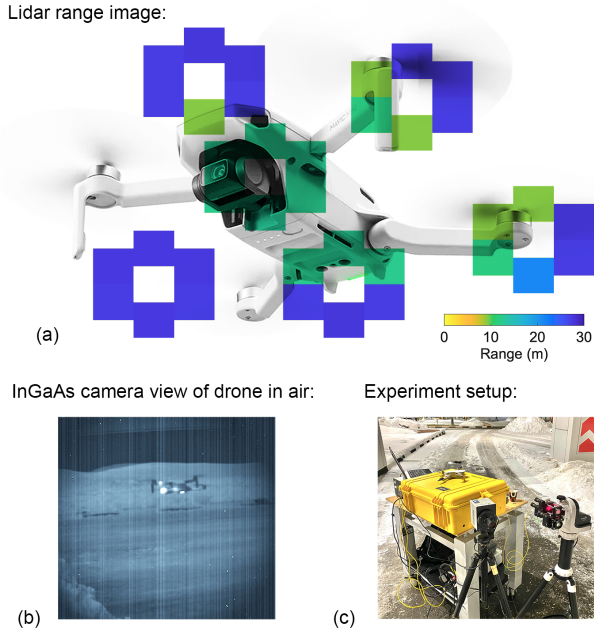 Lidar range image:
(a)
0 10 20 30
Range (m)
InGaAs camera view of drone in air:
Experiment setup:
(b)
(c)